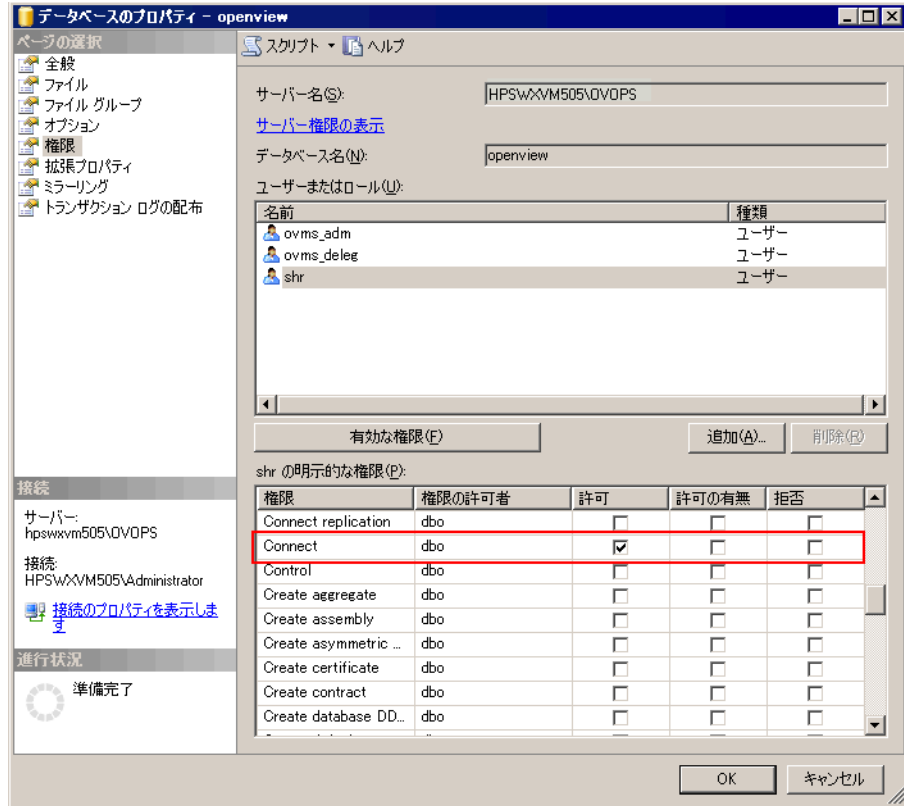 データベースのプロパティ - openview
ページの選択
全般
ファイル
ファイル グループ
オプション
権限
拡張プロパティ
ミラーリング
トランザクション ログの配布
スクリプト
ヘルプ
サーバー名(S):
HPSWXVM505\OVOPS
サーバー権限の表示
データベース名(N):
openview
ユーザーまたはロール(U):
名前 種類
ovms_adm ユーザー
ovms_deleg ユーザー
shr ユーザー
有効な権限(F) 追加(A)... 削除(R)
shr の明示的な権限(P):
権限 権限の許可者 許可 許可の有無 拒否
Connect replication dbo
Connect dbo
Control dbo
Create aggregate dbo
Create assembly dbo
Create asymmetric ... dbo
Create certificate dbo
Create contract dbo
Create database DD... dbo
接続
サーバー:
hpswxvm505\OVOPS
接続:
HPSWXVM505\Administrator
接続のプロパティを表示しま
す
進行状況
準備完了
OK キャンセル